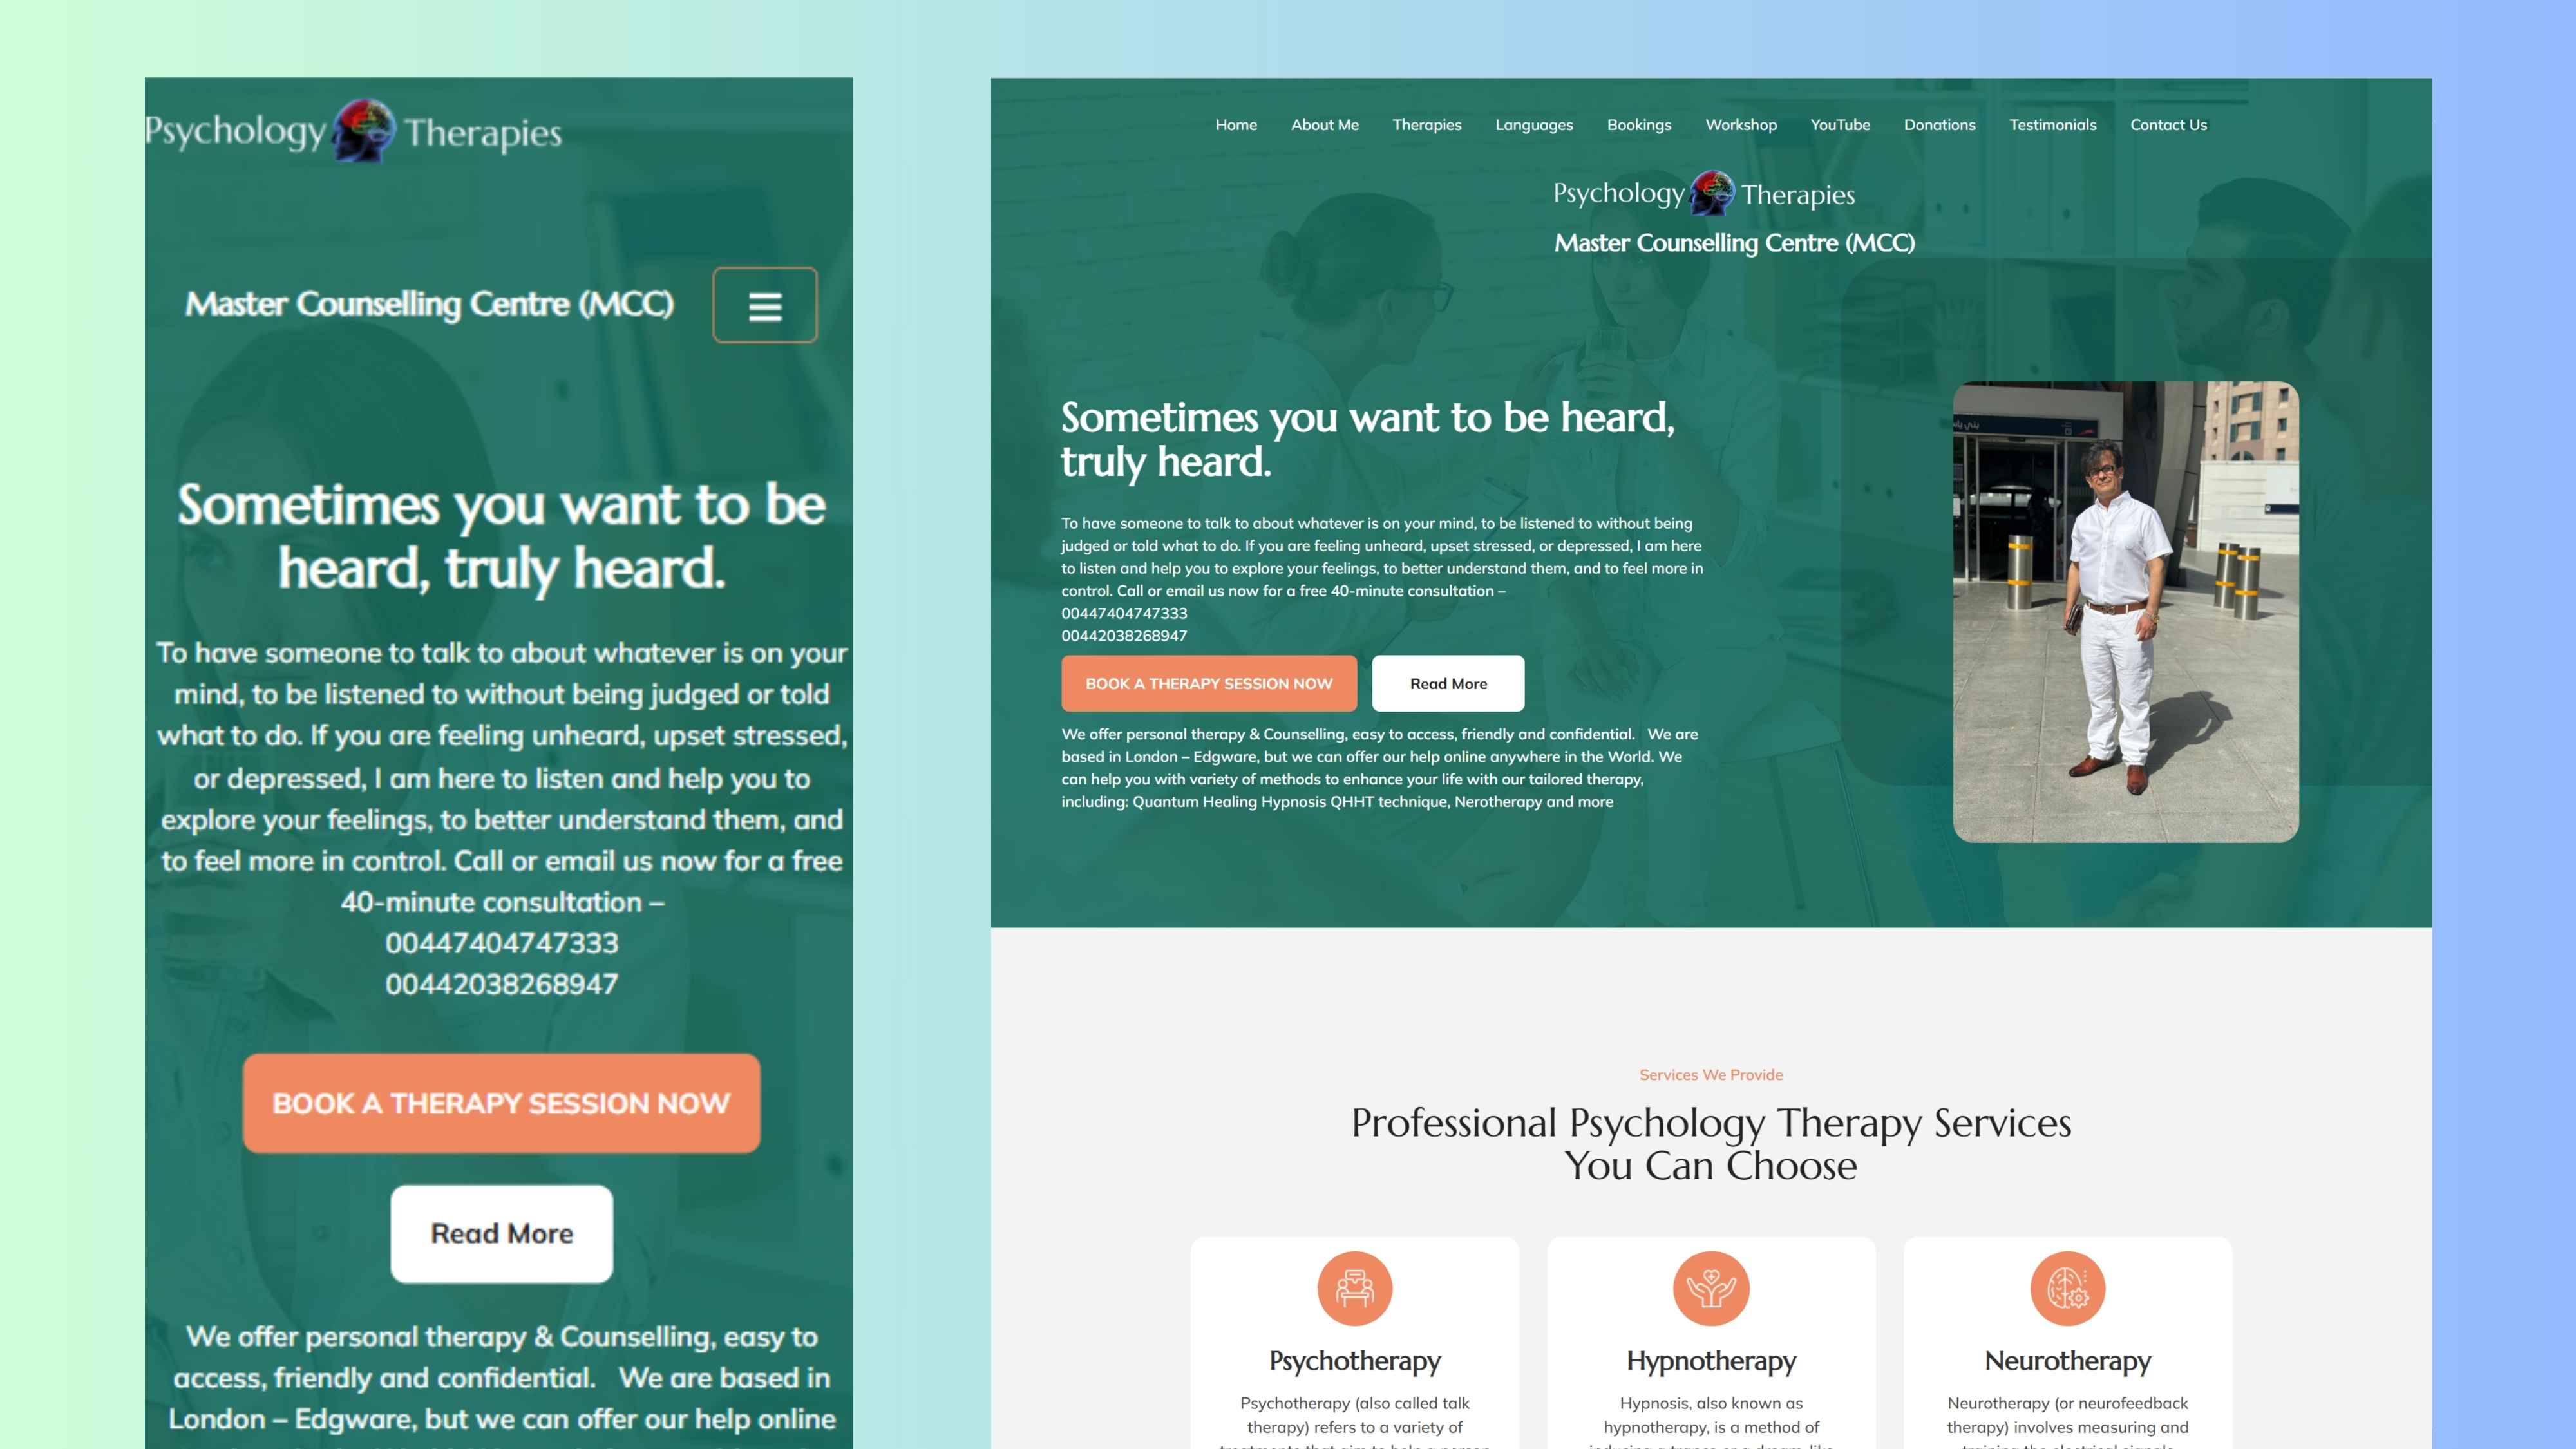 Psychology Therapies
Master Counselling Centre (MCC)
Sometimes you want to be
heard, truly heard.
To have someone to talk to about whatever is on your
mind, to be listened to without being judged or told
what to do. If you are feeling unheard, upset stressed,
or depressed, I am here to listen and help you to
explore your feelings, to better understand them, and
to feel more in control. Call or email us now for a free
40-minute consultation –
00447404747333
00442038268947
BOOK A THERAPY SESSION NOW
Read More
We offer personal therapy & Counselling, easy to
access, friendly and confidential. We are based in
London – Edgware, but we can offer our help online
Home About Me Therapies Languages Bookings Workshop YouTube Donations Testimonials Contact Us
Psychology Therapies
Master Counselling Centre (MCC)
Sometimes you want to be heard,
truly heard.
To have someone to talk to about whatever is on your mind, to be listened to without being
judged or told what to do. If you are feeling unheard, upset stressed, or depressed, I am here
to listen and help you to explore your feelings, to better understand them, and to feel more in
control. Call or email us now for a free 40-minute consultation –
00447404747333
00442038268947
BOOK A THERAPY SESSION NOW Read More
We offer personal therapy & Counselling, easy to access, friendly and confidential. We are
based in London – Edgware, but we can offer our help online anywhere in the World. We
can help you with variety of methods to enhance your life with our tailored therapy,
including: Quantum Healing Hypnosis QHHT technique, Nerotherapy and more
Services We Provide
Professional Psychology Therapy Services
You Can Choose
Psychotherapy
Psychotherapy (also called talk
therapy) refers to a variety of
Hypnotherapy
Hypnosis, also known as
hypnotherapy, is a method of
Neurotherapy
Neurotherapy (or neurofeedback
therapy) involves measuring and